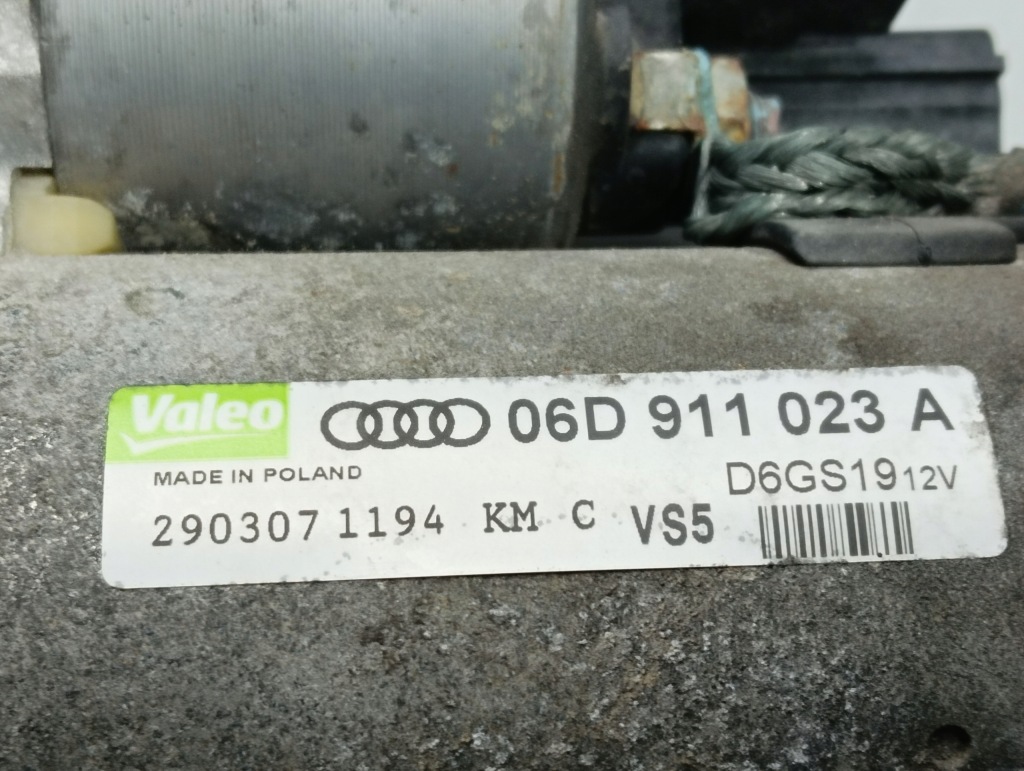 Valeo 06D 911 023 A
MADE IN POLAND D6GS19 12V
290307 1194 KM C VS5